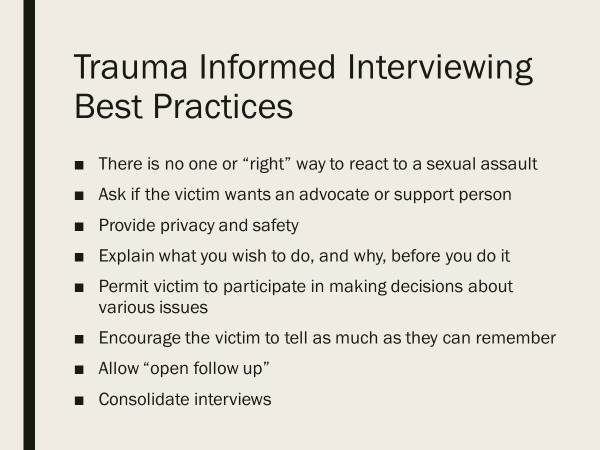 Trauma Informed Interviewing
Best Practices
■ There is no one or “right” way to react to a sexual assault
■ Ask if the victim wants an advocate or support person
■ Provide privacy and safety
■ Explain what you wish to do, and why, before you do it
■ Permit victim to participate in making decisions about
various issues
■ Encourage the victim to tell as much as they can remember
■ Allow “open follow up”
■ Consolidate interviews